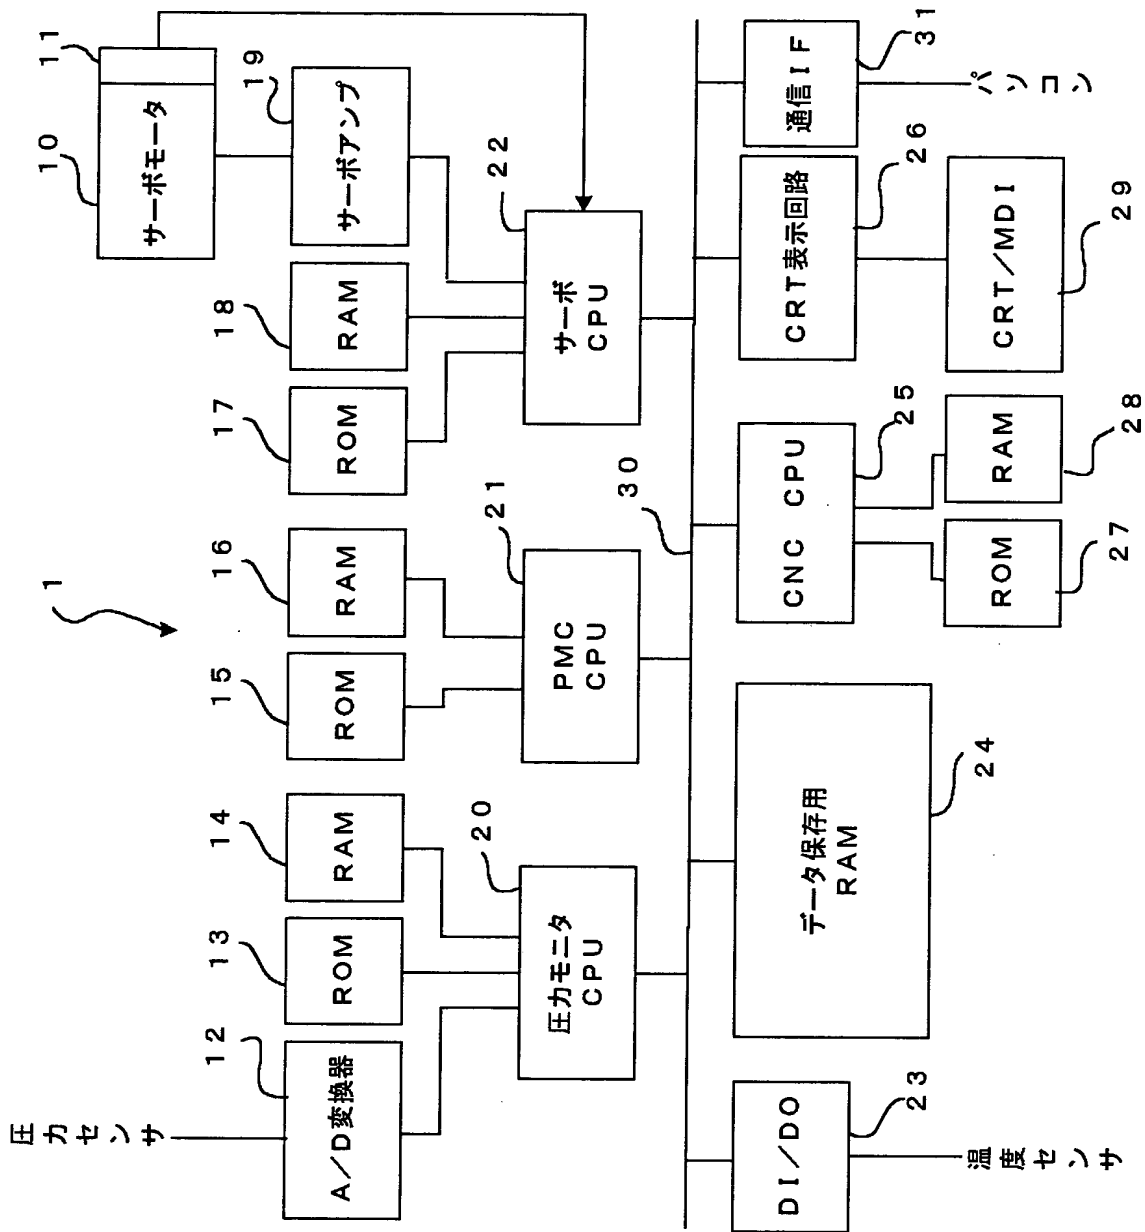 1
圧力センサ
12
A/D変換器
13
ROM
14
RAM
15
ROM
16
RAM
17
ROM
18
RAM
19
サーボアンプ
10
サーボモータ
11
20
圧力モニタ
CPU
21
PMC
CPU
22
サーボ
CPU
30
DI/DO
23
温度センサ
データ保存用
RAM
24
CNC CPU
25
ROM
27
RAM
28
CRT表示回路
26
CRT/MDI
29
通信IF
31
パソコン